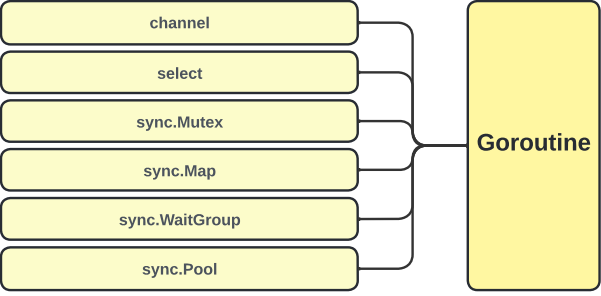 channel
select
sync.Mutex
sync.Map
sync.WaitGroup
sync.Pool
Goroutine